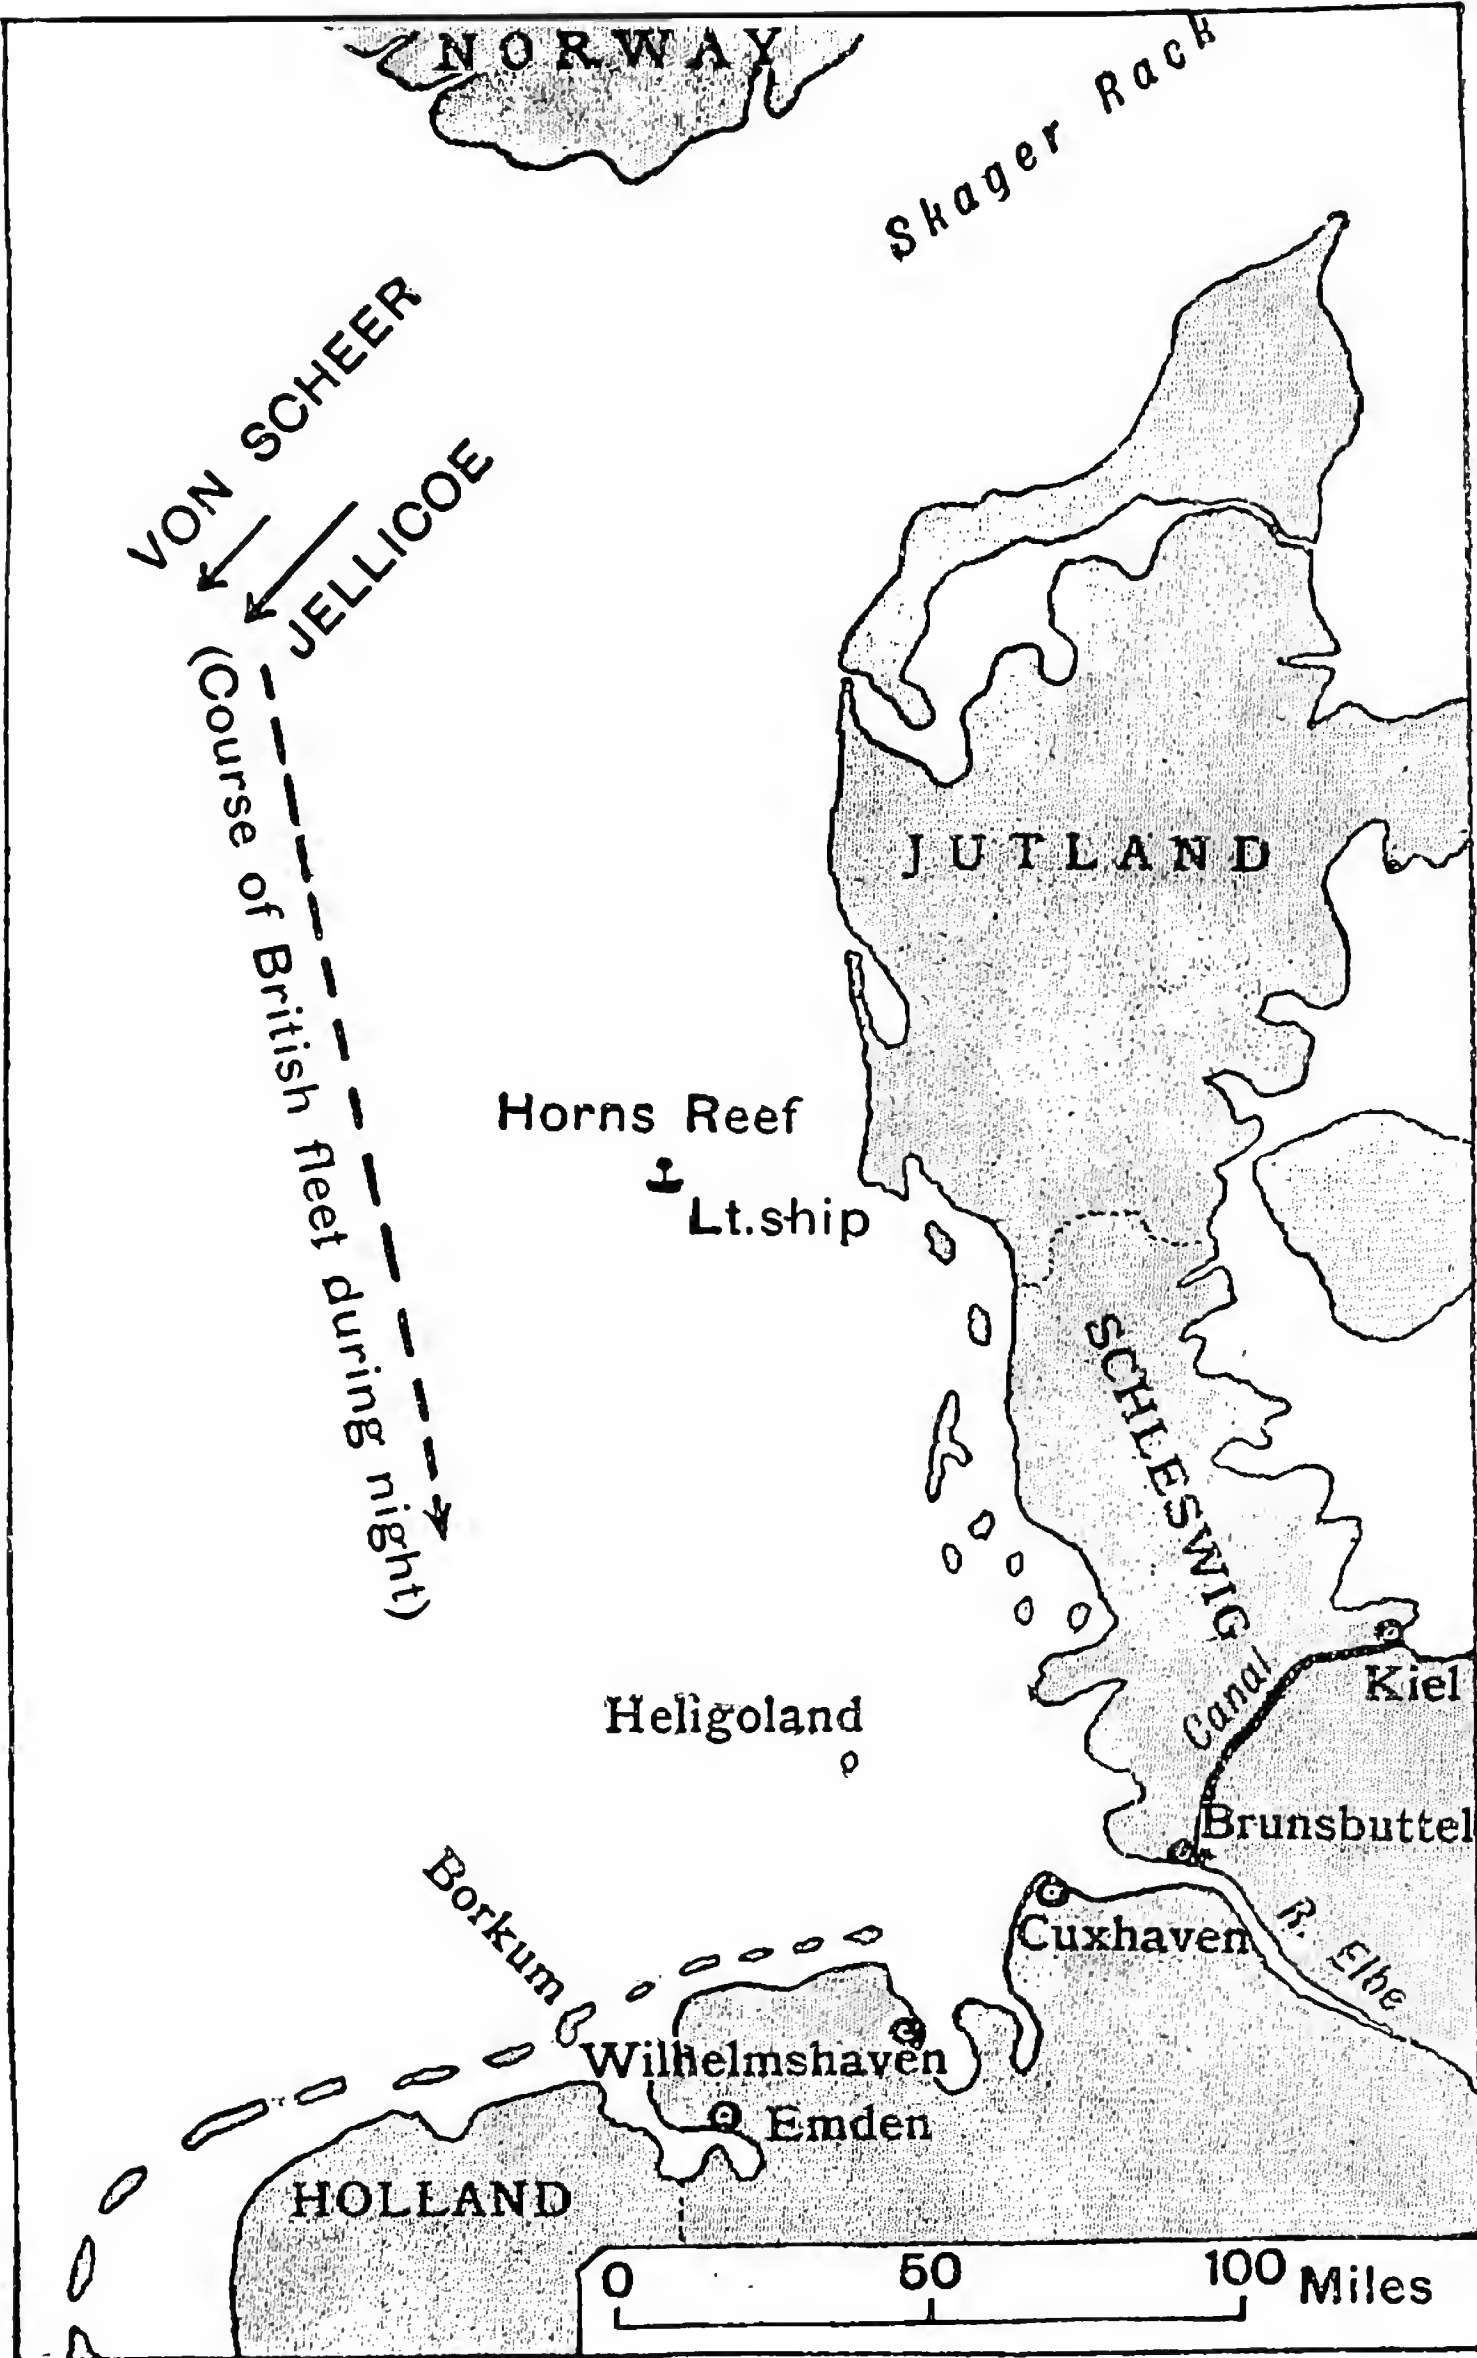 NORWAY
Skager Rack
VON SCHEER
JELLICOE
(Course of British fleet during night)
JUTLAND
Horns Reef
Lt.ship
SCHLESWIG
Canal
Kiel
Heligoland
Brunsbuttel
Borkum
Cuxhaven
R. Elbe
Wilhelmshaven
Emden
HOLLAND
0 50 100 Miles